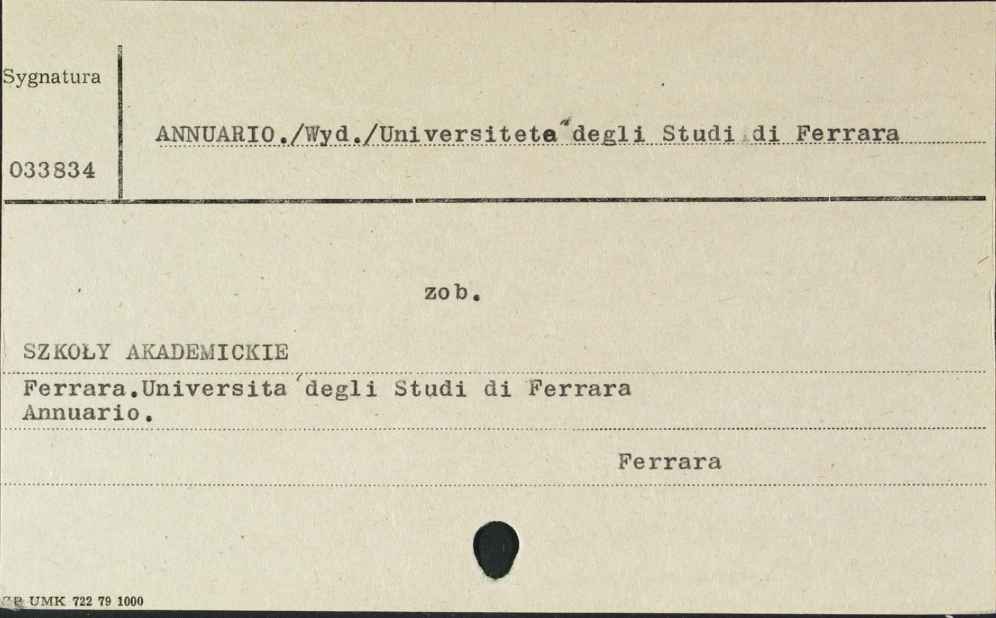 Sygnatura
ANNUARIO./Wyd./Universitete´degli Studi di Ferrara
033834
zob.
SZKOŁY AKADEMICKIE
Ferrara.Universita´degli Studi di Ferrara
Annuario.
Ferrara
UMK 722 79 1000